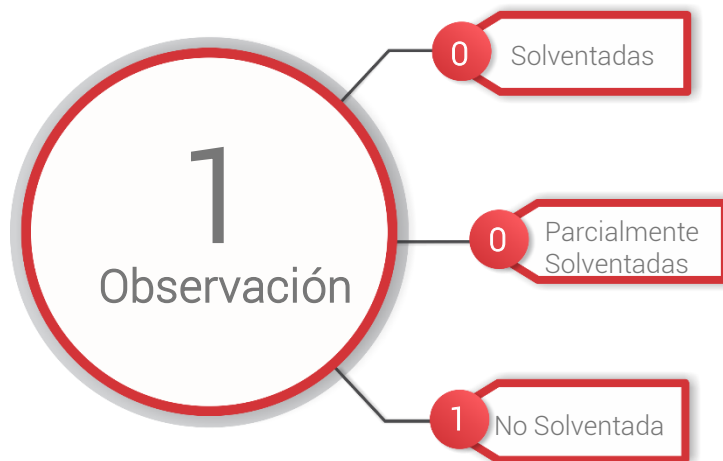 1
Observación
0
Solventadas
0
Parcialmente
Solventadas
1
No Solventada